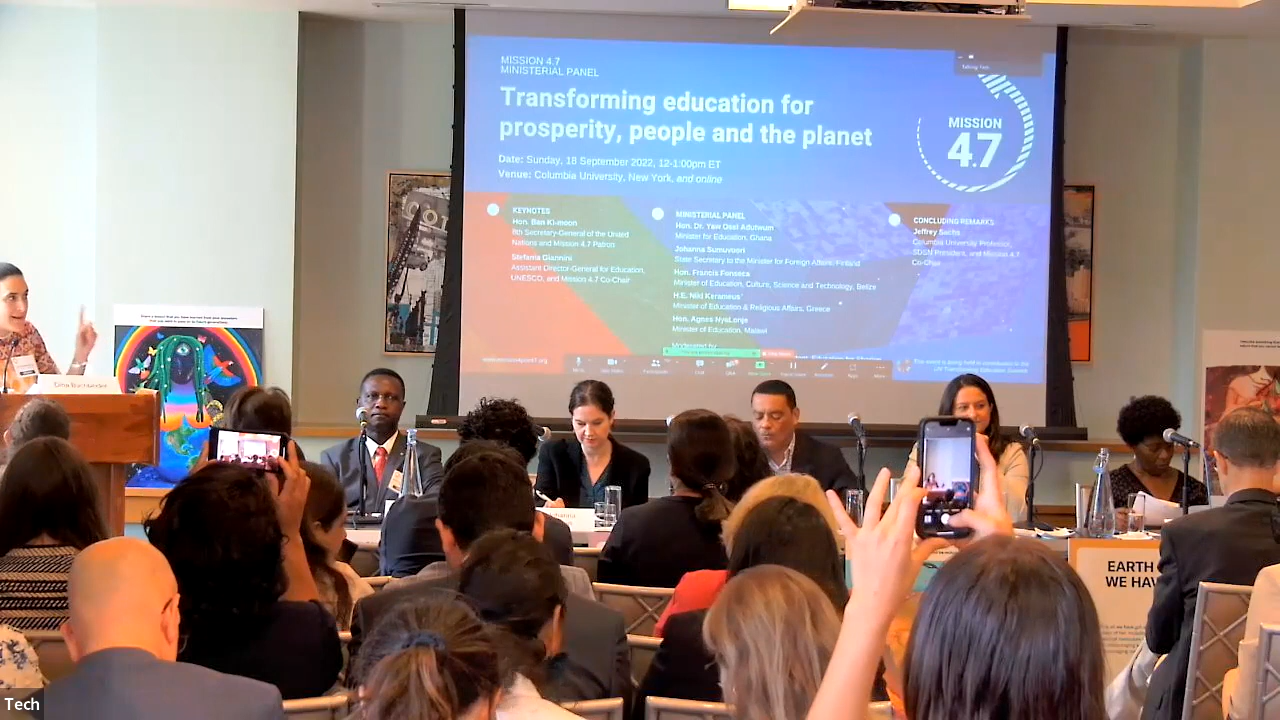 MISSION 4.7
MINISTERIAL PANEL
Transforming education for
prosperity, people and the planet
Date: Sunday, 18 September 2022, 12-1:00pm ET
Venue: Columbia University, New York, and online
MISSION
4.7
KEYNOTES
Hon. Ban Ki-moon
8th Secretary-General of the United
Nations and Mission 4.7 Patron
Stefania Giannini
Assistant Director-General for Education,
UNESCO, and Mission 4.7 Co-Chair
MINISTERIAL PANEL
Hon. Dr. Yaw Osei Adutwum
Minister for Education, Ghana
Johanna Sumuvuori
State Secretary to the Minister for Foreign Affairs, Finland
Hon. Francis Fonseca
Minister of Education, Culture, Science and Technology, Belize
H.E. Niki Kerameus
Minister of Education & Religious Affairs, Greece
Hon. Agnes NyaLonje
Minister of Education, Malawi
Moderated by
CONCLUDING REMARKS
Jeffrey Sachs
Columbia University Professor,
SDSN President, and Mission 4.7
Co-Chair
EARTH
WE HAV
Tech